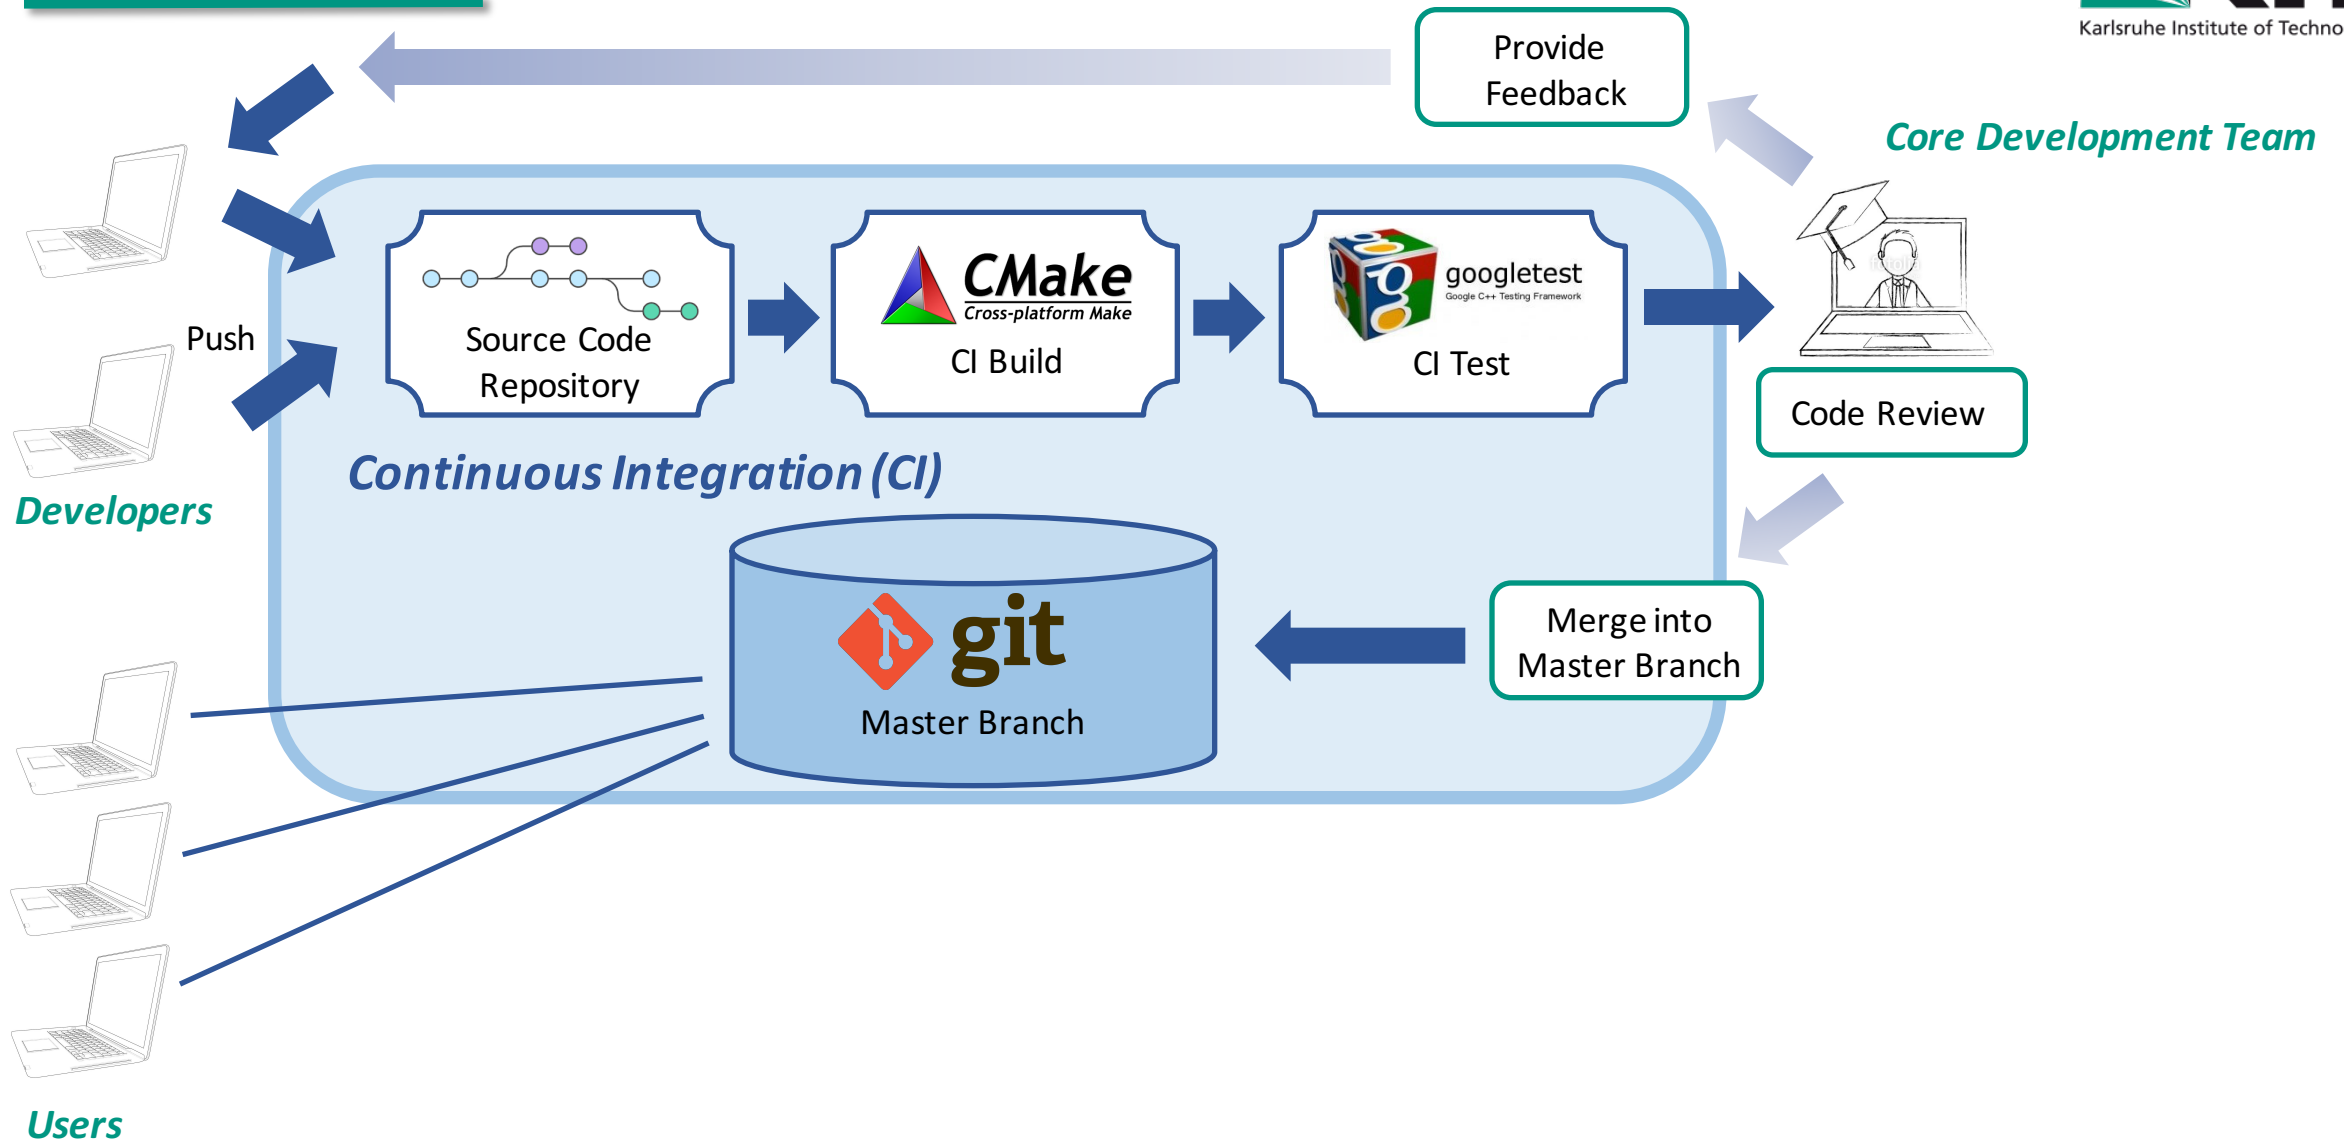 Karlsruhe Institute of Techno
Provide
Feedback
Core Development Team
CMake
Cross-platform Make
googletest
Google C++ Testing Framework
Push
Source Code
Repository
CI Build
CI Test
Code Review
Continuous Integration (CI)
Developers
git
Master Branch
Merge into
Master Branch
Users